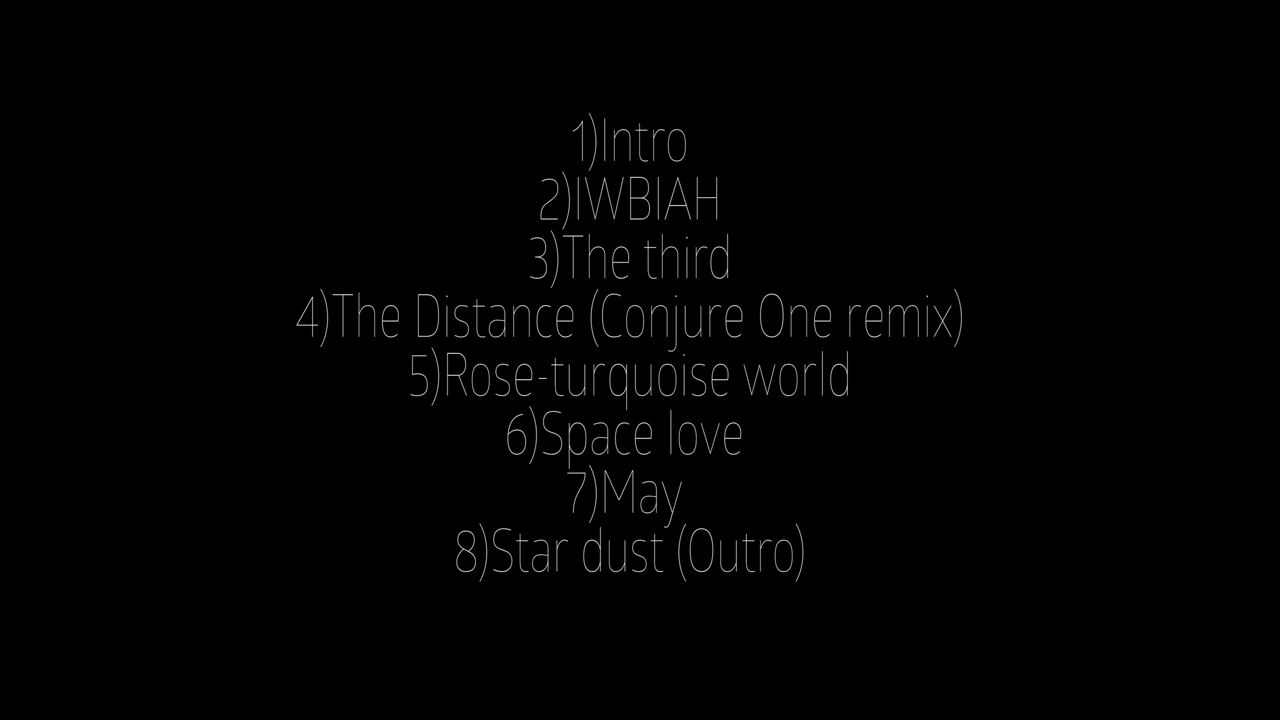 1)Intro
2)IWBIAH
3)The third
4)The Distance (Conjure One remix)
5)Rose-turquoise world
6)Space love
7)May
8)Star dust (Outro)